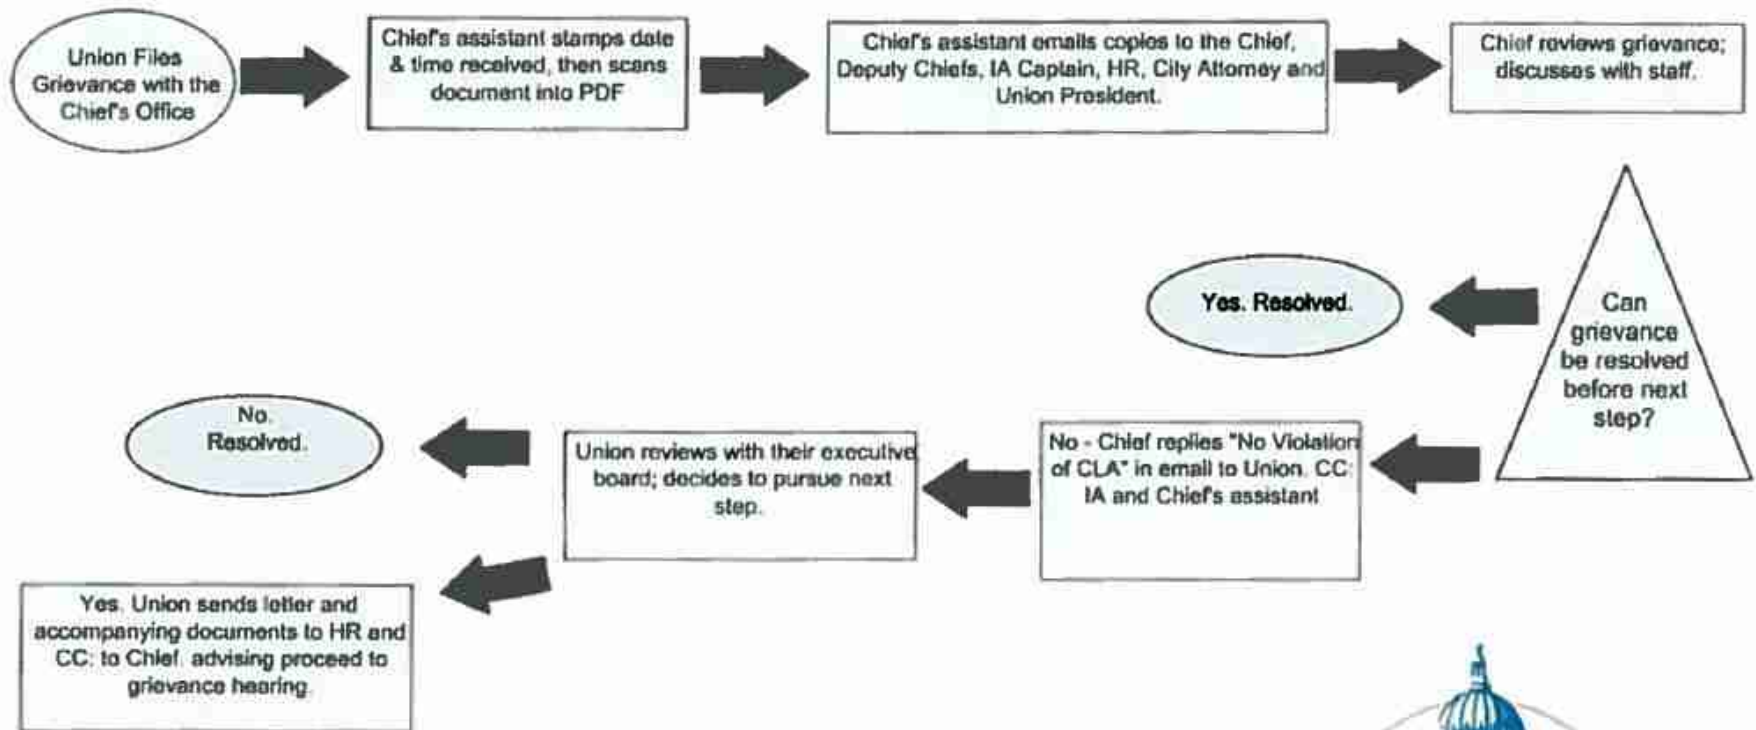 Union Files
Grievance with the
Chief's Office
Chief's assistant stamps date
& time received, then scans
document into PDF
Chief's assistant emails copies to the Chief,
Deputy Chiefs, IA Captain, HR, City Attorney and
Union President.
Chief reviews grievance;
discusses with staff.
Can
grievance
be resolved
before next
step?
Yes. Resolved.
No - Chief replies "No Violation
of CLA" in email to Union. CC:
IA and Chief's assistant
Union reviews with their executive
board; decides to pursue next
step.
No.
Resolved.
Yes. Union sends letter and
accompanying documents to HR and
CC: to Chief. advising proceed to
grievance hearing.